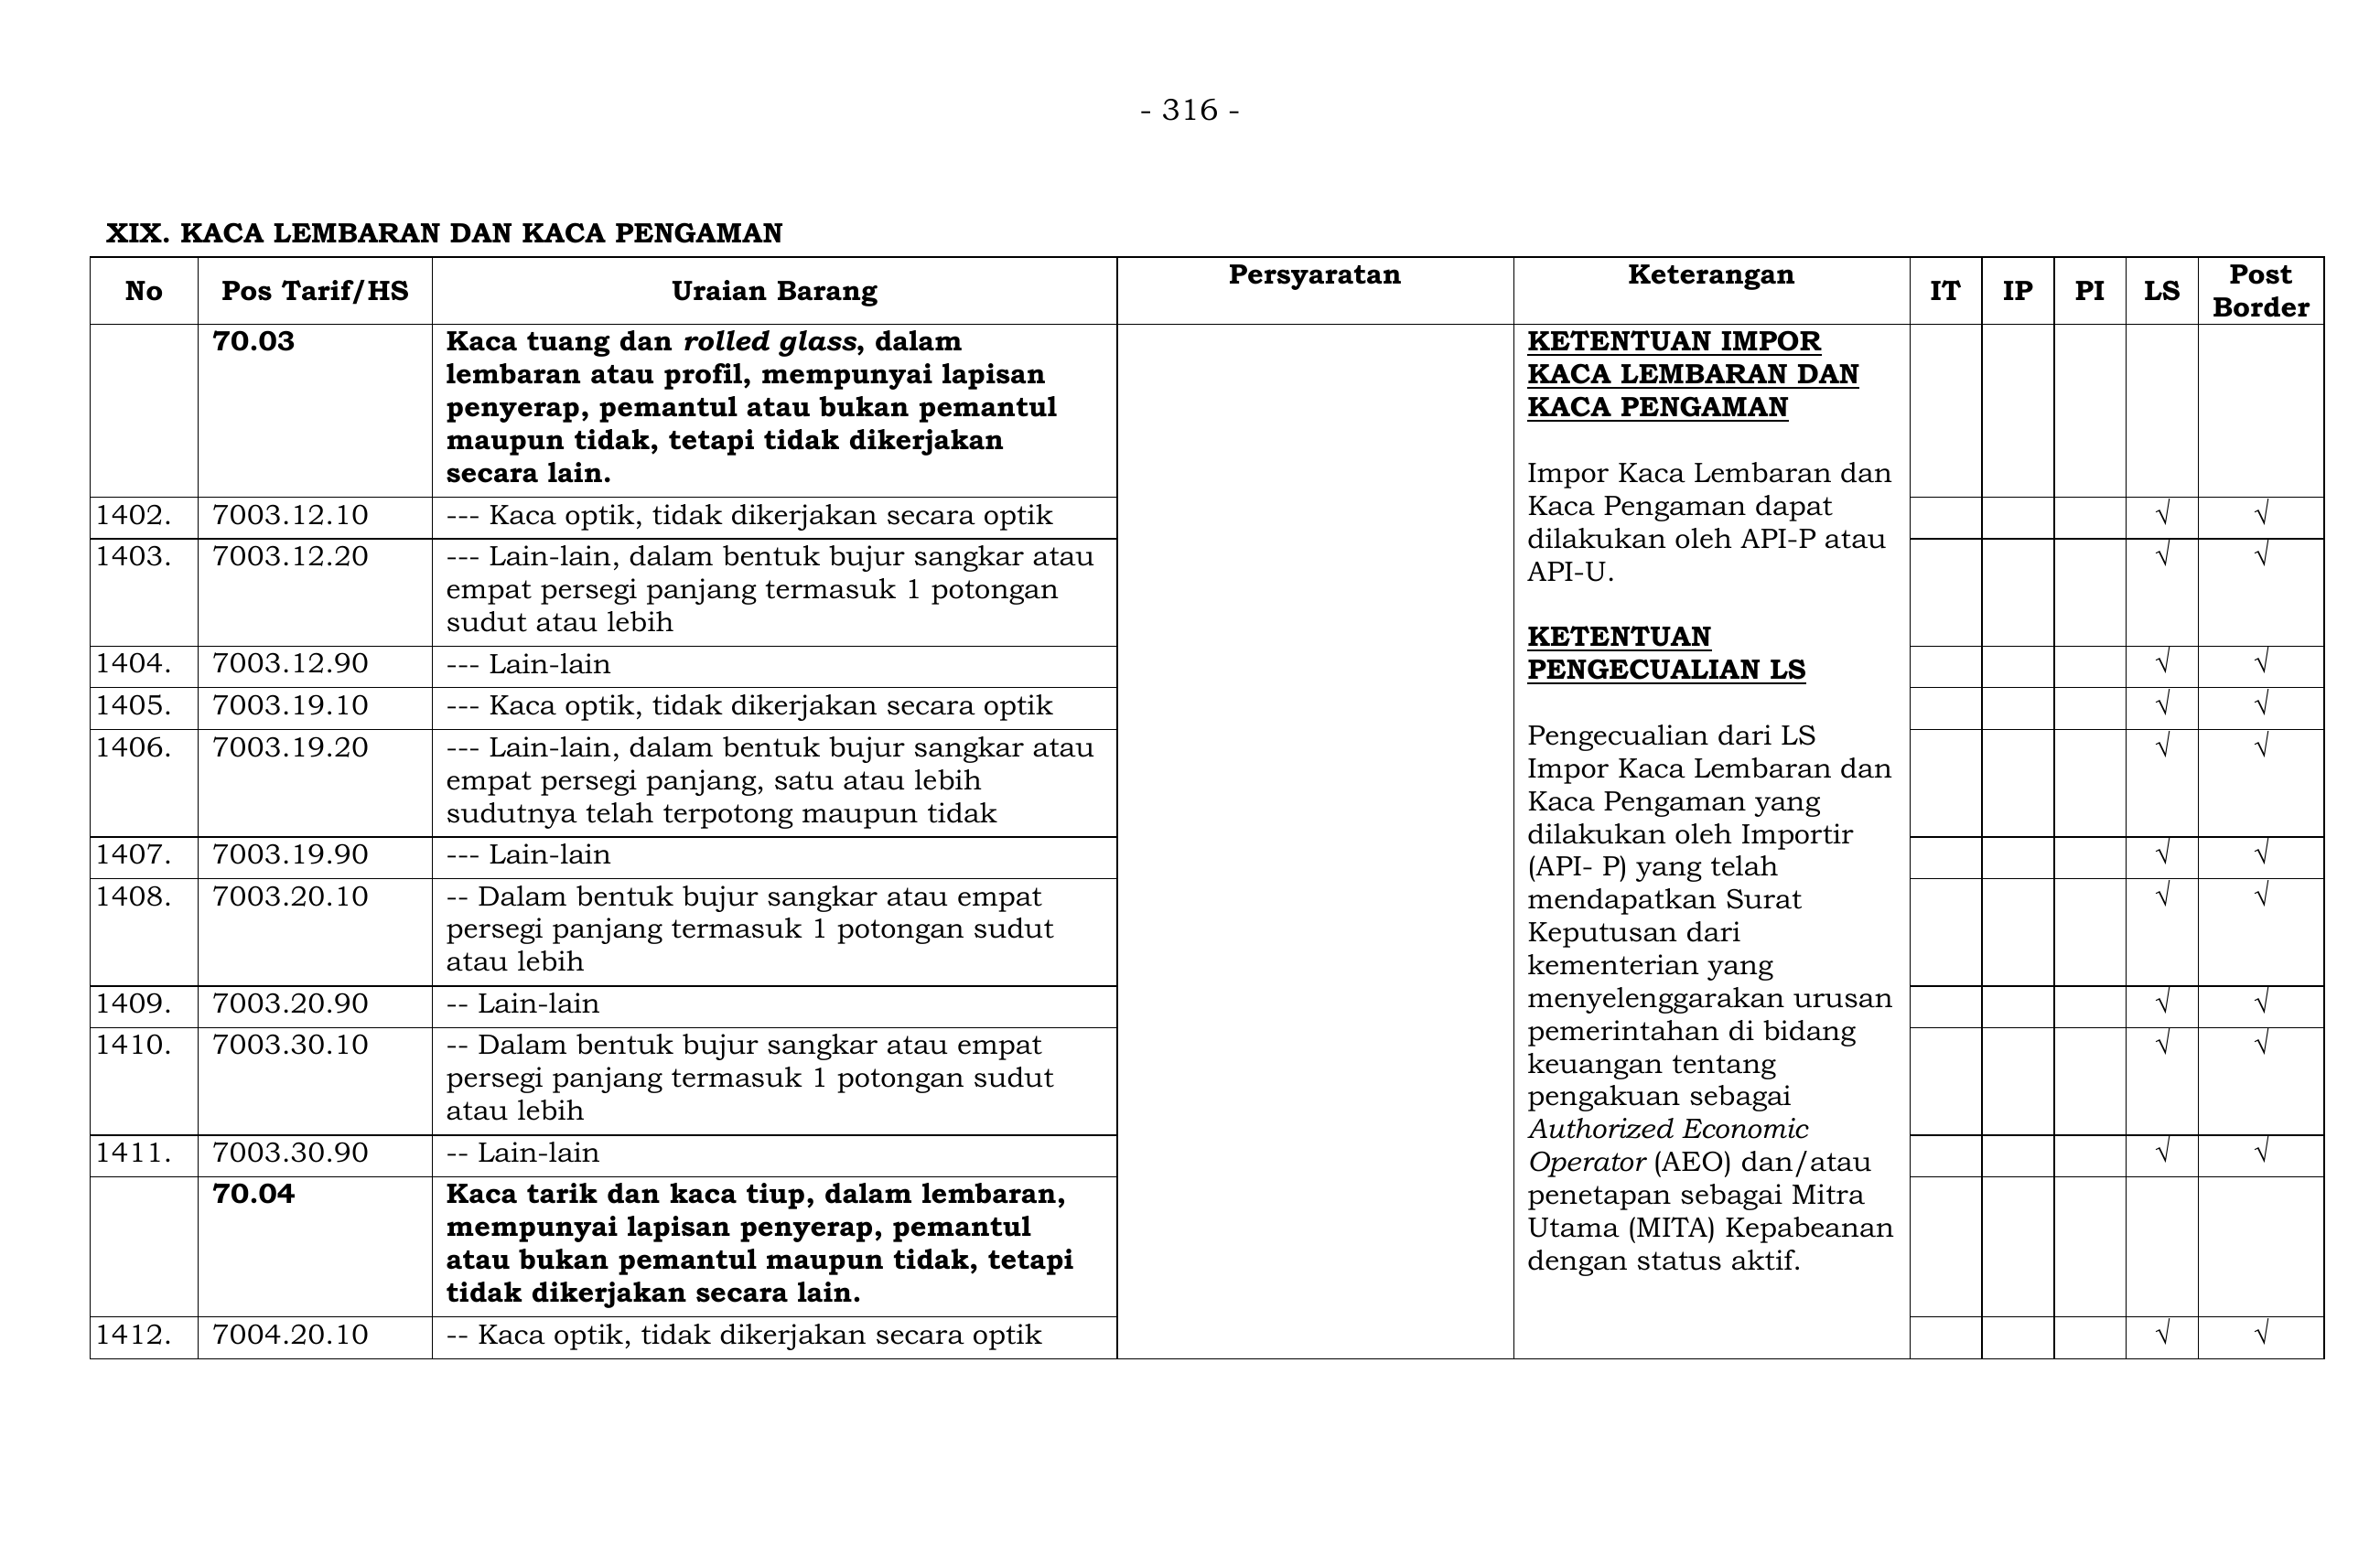 - 316 -
XIX. KACA LEMBARAN DAN KACA PENGAMAN
No Pos Tarif/HS Uraian Barang Persyaratan Keterangan IT IP PI LS Post Border
70.03 Kaca tuang dan rolled glass, dalam
lembaran atau profil, mempunyai lapisan
penyerap, pemantul atau bukan pemantul
maupun tidak, tetapi tidak dikerjakan
secara lain.
1402. 7003.12.10 --- Kaca optik, tidak dikerjakan secara optik √ √
1403. 7003.12.20 --- Lain-lain, dalam bentuk bujur sangkar atau √ √
empat persegi panjang termasuk 1 potongan
sudut atau lebih
1404. 7003.12.90 --- Lain-lain √ √
1405. 7003.19.10 --- Kaca optik, tidak dikerjakan secara optik √ √
1406. 7003.19.20 --- Lain-lain, dalam bentuk bujur sangkar atau √ √
empat persegi panjang, satu atau lebih
sudutnya telah terpotong maupun tidak
1407. 7003.19.90 --- Lain-lain √ √
1408. 7003.20.10 -- Dalam bentuk bujur sangkar atau empat √ √
persegi panjang termasuk 1 potongan sudut
atau lebih
1409. 7003.20.90 -- Lain-lain √ √
1410. 7003.30.10 -- Dalam bentuk bujur sangkar atau empat √ √
persegi panjang termasuk 1 potongan sudut
atau lebih
1411. 7003.30.90 -- Lain-lain √ √
70.04 Kaca tarik dan kaca tiup, dalam lembaran,
mempunyai lapisan penyerap, pemantul
atau bukan pemantul maupun tidak, tetapi
tidak dikerjakan secara lain.
1412. 7004.20.10 -- Kaca optik, tidak dikerjakan secara optik √ √
KETENTUAN IMPOR
KACA LEMBARAN DAN
KACA PENGAMAN
Impor Kaca Lembaran dan
Kaca Pengaman dapat
dilakukan oleh API-P atau
API-U.
KETENTUAN
PENGECUALIAN LS
Pengecualian dari LS
Impor Kaca Lembaran dan
Kaca Pengaman yang
dilakukan oleh Importir
(API- P) yang telah
mendapatkan Surat
Keputusan dari
kementerian yang
menyelenggarakan urusan
pemerintahan di bidang
keuangan tentang
pengakuan sebagai
Authorized Economic
Operator (AEO) dan/atau
penetapan sebagai Mitra
Utama (MITA) Kepabeanan
dengan status aktif.